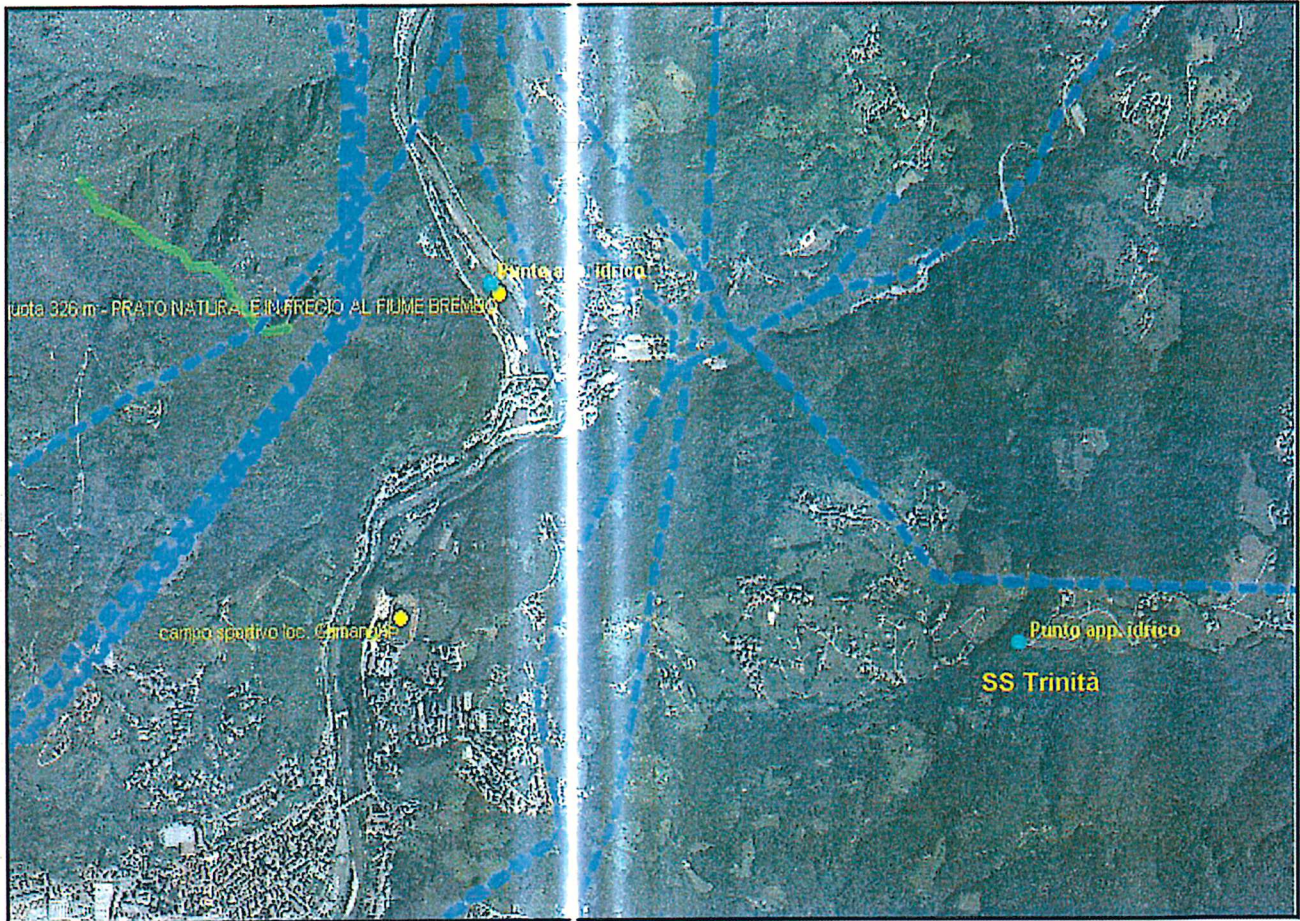 Punto app. idrico
uota 326 m - PRATO NATURALE IN FREGIO AL FIUME BREMBO
campo sportivo loc.
Punto app. idrico
SS Trinità